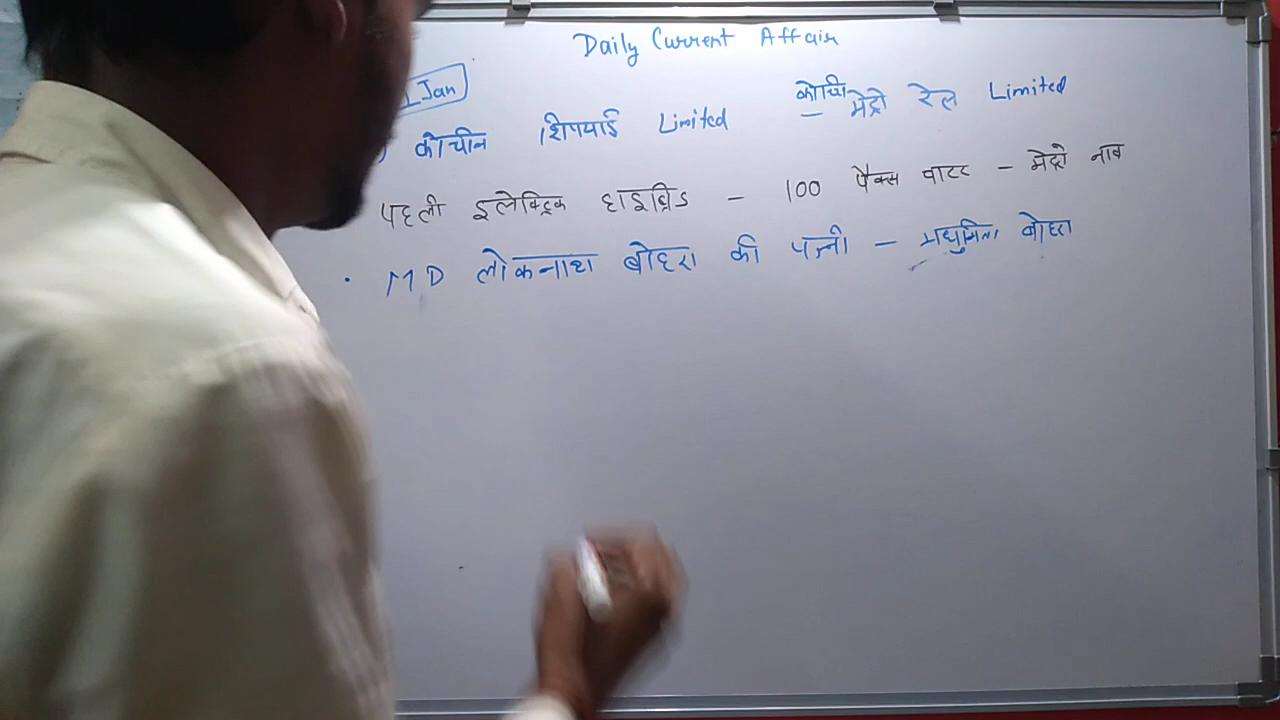 Daily Current Affair
Jan
कोचीन शिपयार्ड Limited - कोचि मेट्रो रेल Limited
पहली इलेक्ट्रिक हाइब्रिड - 100 पैक्स वाटर - मेट्रो नाव
• MD लोकनाथ बोहरा की पत्नी - मधुमिता बोहरा